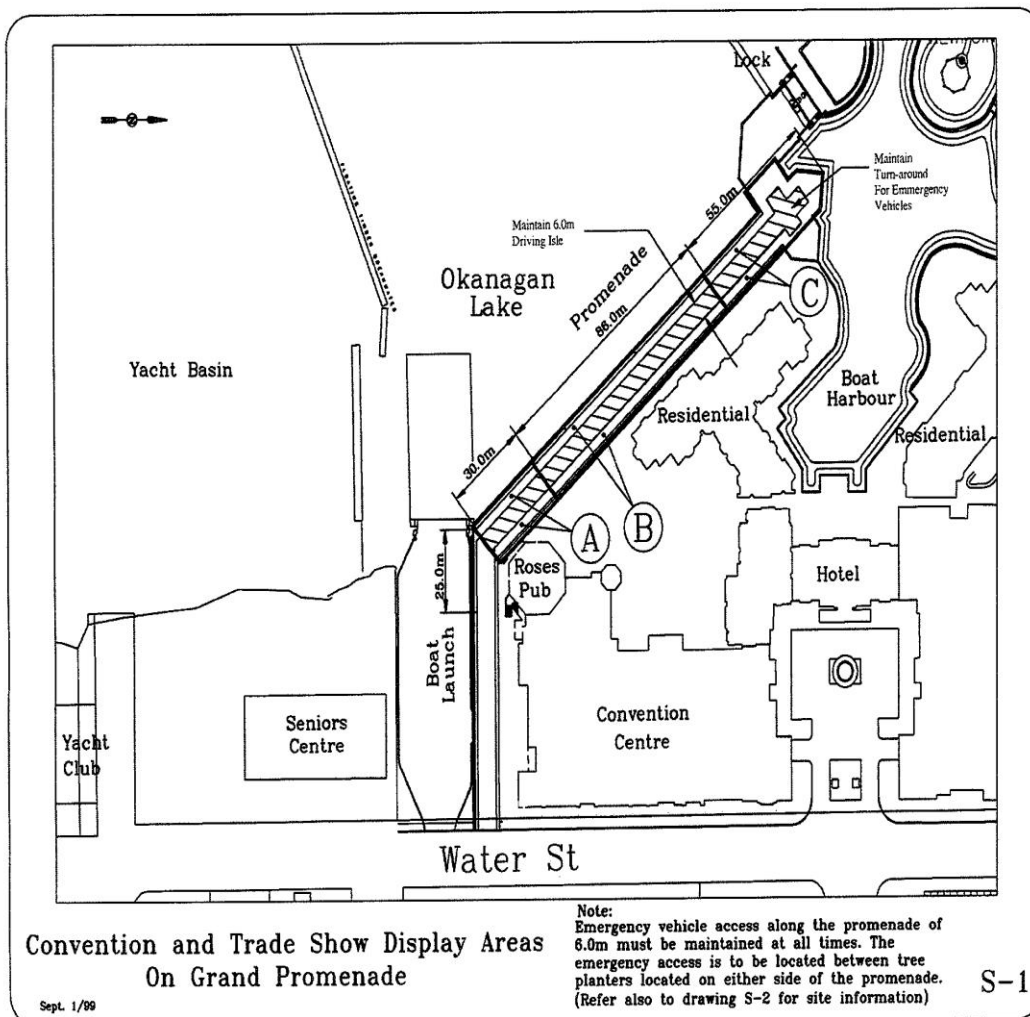 Lock
N
Maintain
Turn-around
For Emmergency
Vehicles
55.0m
Maintain 6.0m
Driving Isle
Promenade
86.0m
Okanagan
Lake
C
FLOATING TIMBER BREAKWATER
Yacht Basin
Boat
Harbour
Residential
Residential
30.0m
A
B
25.0m
Roses
Pub
Hotel
Boat
Launch
Seniors
Centre
Convention
Centre
Yacht
Club
Water St
Convention and Trade Show Display Areas
On Grand Promenade
Sept. 1/99
Note:
Emergency vehicle access along the promenade of
6.0m must be maintained at all times. The
emergency access is to be located between tree
planters located on either side of the promenade.
(Refer also to drawing S-2 for site information)
S-1